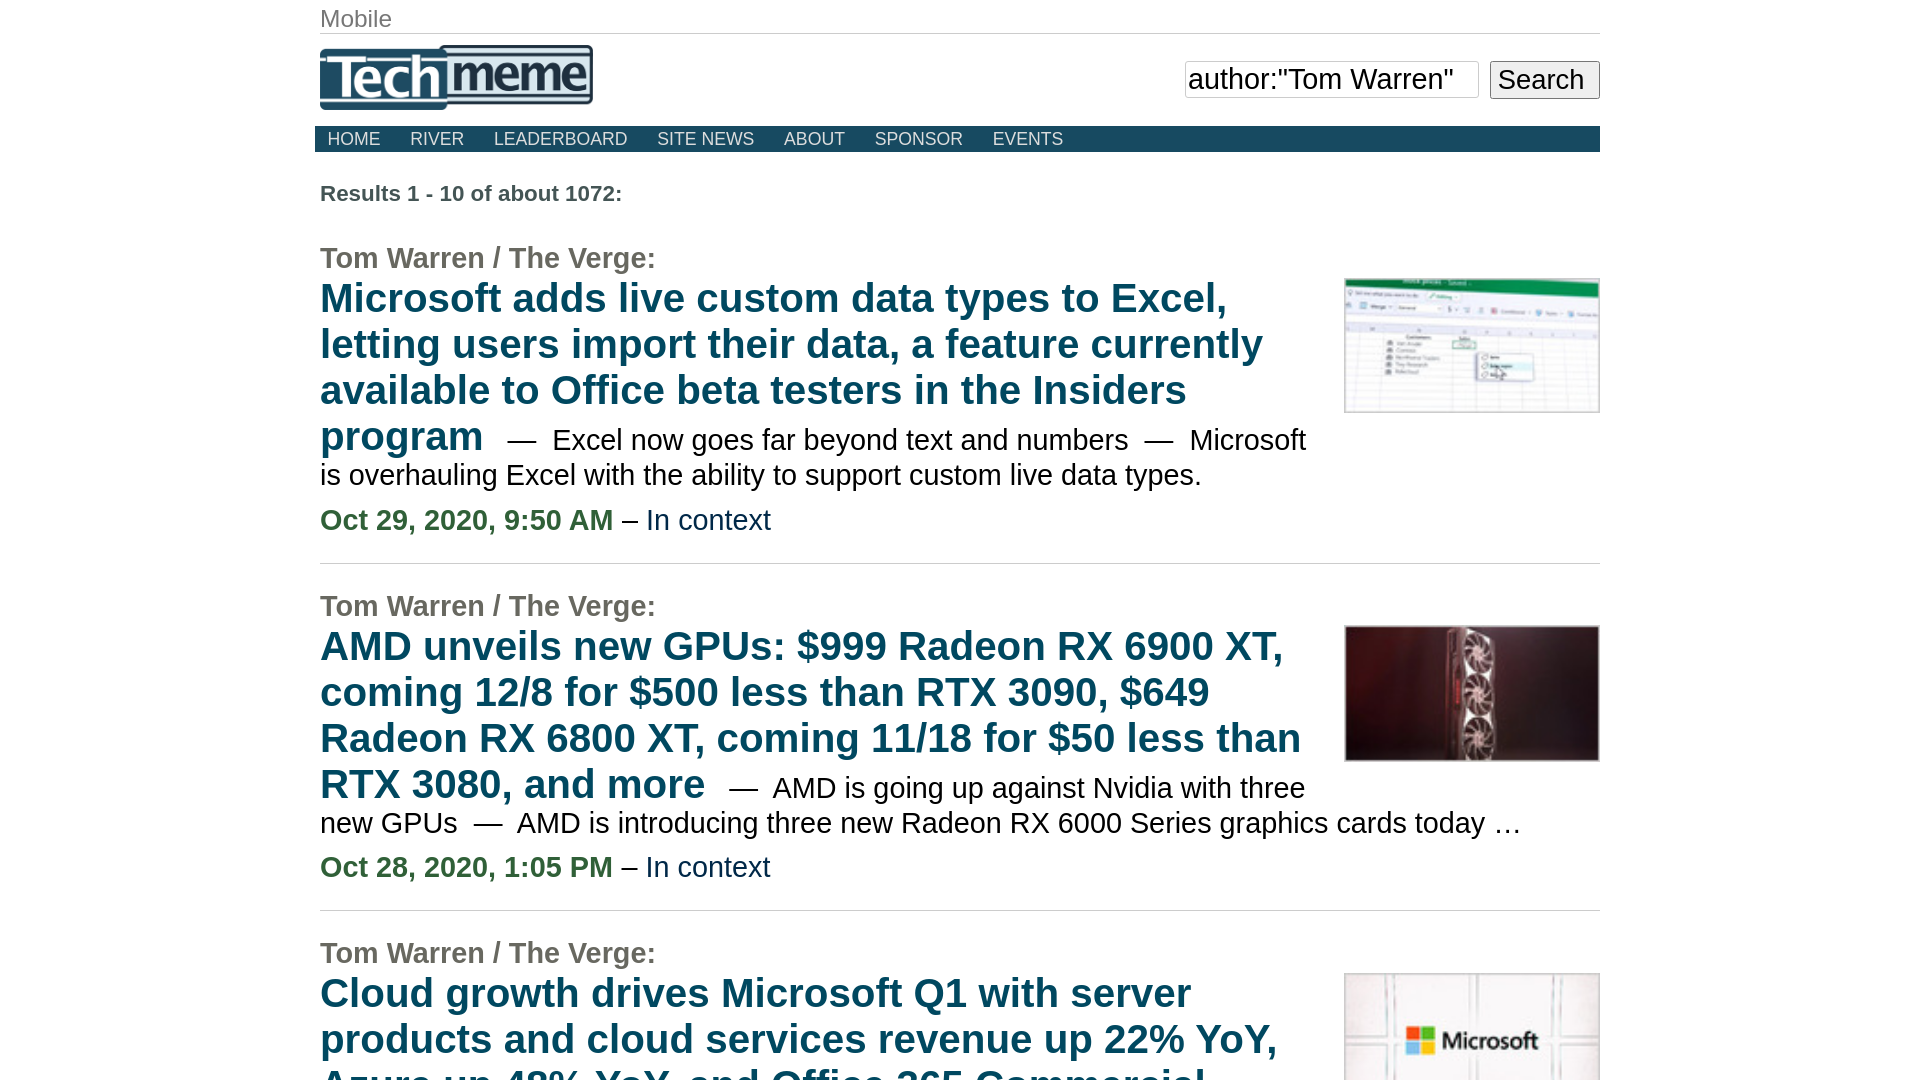 Mobile
Techmeme
author:"Tom Warren"
Search
HOME RIVER LEADERBOARD SITE NEWS ABOUT SPONSOR EVENTS
Results 1 - 10 of about 1072:
Tom Warren / The Verge:
Microsoft adds live custom data types to Excel,
letting users import their data, a feature currently
available to Office beta testers in the Insiders
program — Excel now goes far beyond text and numbers — Microsoft
is overhauling Excel with the ability to support custom live data types.
Oct 29, 2020, 9:50 AM – In context
Tom Warren / The Verge:
AMD unveils new GPUs: $999 Radeon RX 6900 XT,
coming 12/8 for $500 less than RTX 3090, $649
Radeon RX 6800 XT, coming 11/18 for $50 less than
RTX 3080, and more — AMD is going up against Nvidia with three
new GPUs — AMD is introducing three new Radeon RX 6000 Series graphics cards today …
Oct 28, 2020, 1:05 PM – In context
Tom Warren / The Verge:
Cloud growth drives Microsoft Q1 with server
products and cloud services revenue up 22% YoY,
Azure up 48% YoY, and Office 365 Commercial
Microsoft